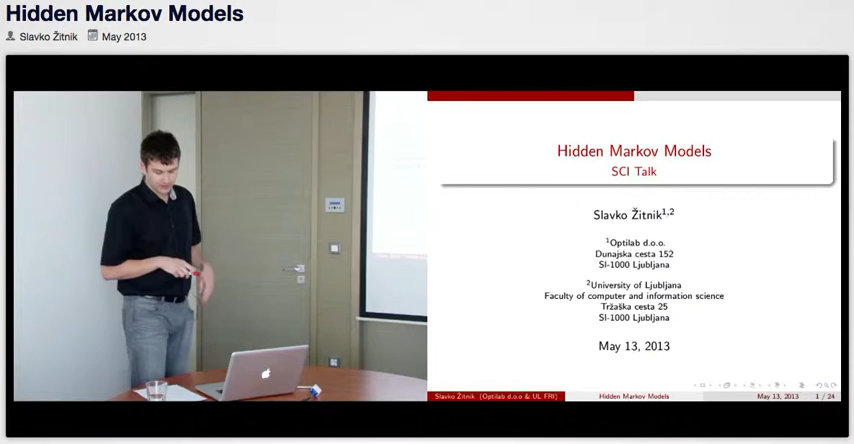 Hidden Markov Models
Slavko Žitnik May 2013
Hidden Markov Models
SCI Talk
Slavko Žitnik1,2
1Optilab d.o.o.
Dunajska cesta 152
SI-1000 Ljubljana
2University of Ljubljana
Faculty of computer and information science
Tržaška cesta 25
SI-1000 Ljubljana
May 13, 2013
Slavko Žitnik (Optilab d.o.o & UL FRI) Hidden Markov Models May 13, 2013 1 / 24